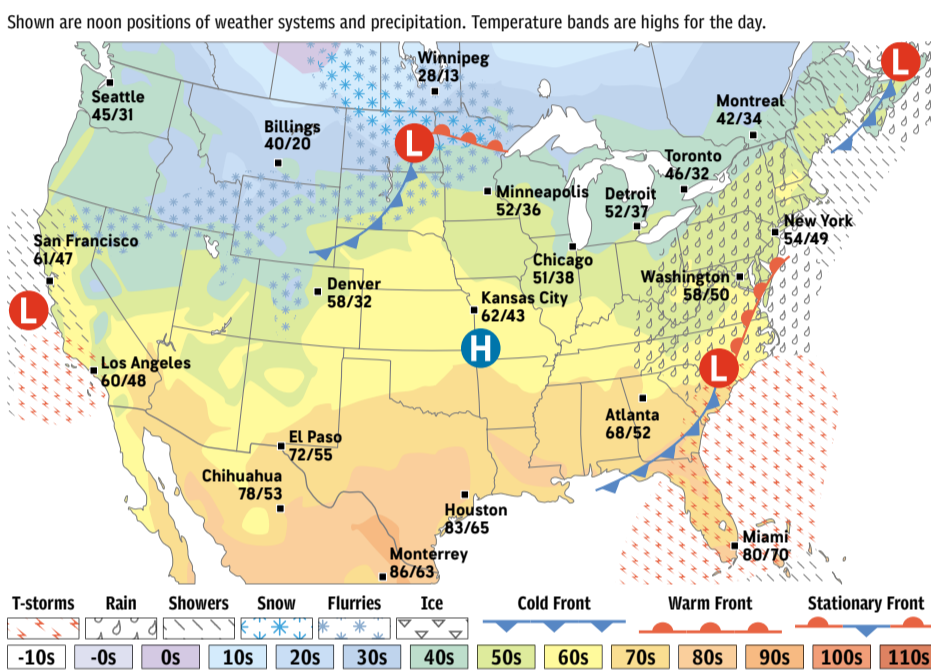 Shown are noon positions of weather systems and precipitation. Temperature bands are highs for the day.
Winnipeg
28/13
L
Seattle
45/31
Montreal
42/34
Billings
40/20
L
Toronto
46/32
Minneapolis
52/36
Detroit
52/37
New York
54/49
San Francisco
61/47
Chicago
51/38
Washington
58/50
Denver
58/32
Kansas City
62/43
L
H
Los Angeles
60/48
L
Atlanta
68/52
El Paso
72/55
Chihuahua
78/53
Houston
83/65
Miami
80/70
Monterrey
86/63
T-storms Rain Showers Snow Flurries Ice Cold Front Warm Front Stationary Front
-10s -0s 0s 10s 20s 30s 40s 50s 60s 70s 80s 90s 100s 110s